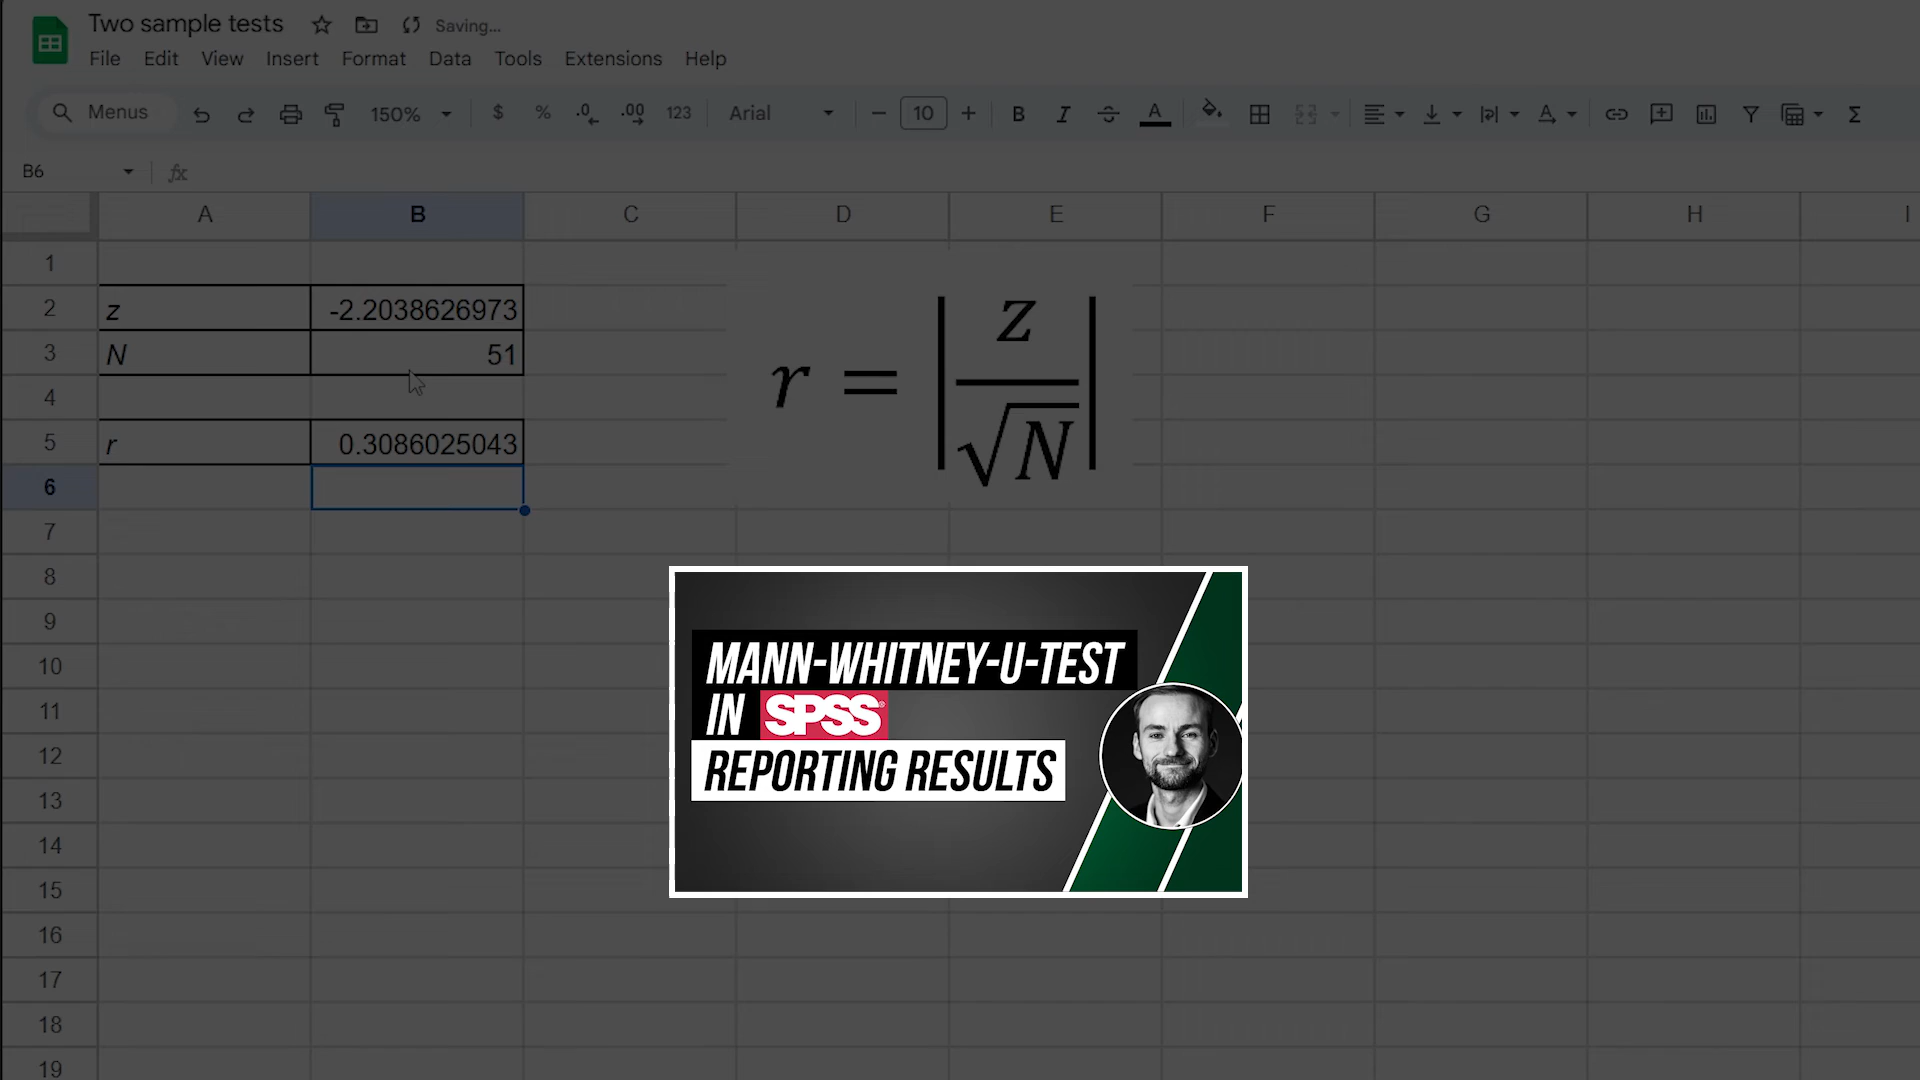 Two sample tests Saving...
File Edit View Insert Format Data Tools Extensions Help
Menus 150% $ % .0 .00 123 Arial 10 B I A A Σ
B6 fx
A B C D E F G H I
1
2 z -2.2038626973
3 N 51
4
5 r 0.3086025043
6
7
8
9
10
11
12
13
14
15
16
17
18
19
r = | z / √N |
MANN-WHITNEY-U-TEST
IN SPSS
REPORTING RESULTS